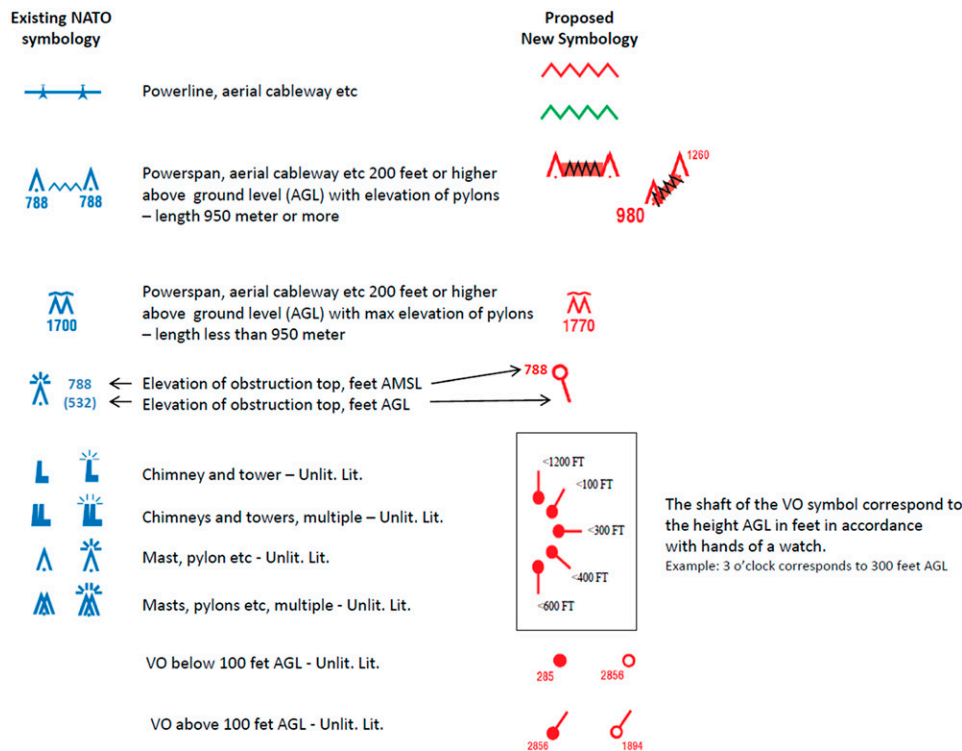 Existing NATO
symbology
Proposed
New Symbology
Powerline, aerial cableway etc
Powerspan, aerial cableway etc 200 feet or higher
above ground level (AGL) with elevation of pylons
– length 950 meter or more
788 788
1260
980
Powerspan, aerial cableway etc 200 feet or higher
above ground level (AGL) with max elevation of pylons
– length less than 950 meter
1700
1770
788
(532)
Elevation of obstruction top, feet AMSL
Elevation of obstruction top, feet AGL
788
Chimney and tower – Unlit. Lit.
Chimneys and towers, multiple – Unlit. Lit.
Mast, pylon etc - Unlit. Lit.
Masts, pylons etc, multiple - Unlit. Lit.
<1200 FT
<100 FT
<300 FT
<400 FT
<600 FT
The shaft of the VO symbol correspond to
the height AGL in feet in accordance
with hands of a watch.
Example: 3 o'clock corresponds to 300 feet AGL
VO below 100 fet AGL - Unlit. Lit.
285 2856
VO above 100 fet AGL - Unlit. Lit.
2856 1894